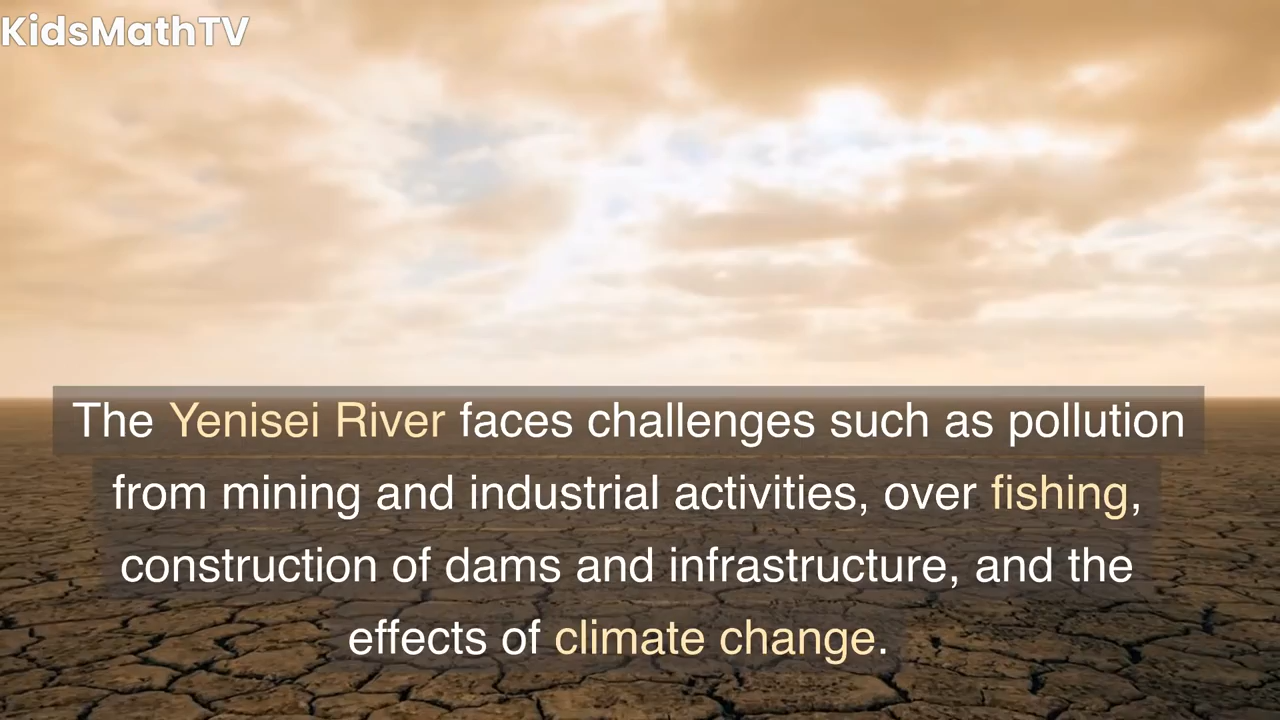 KidsMathTV
The Yenisei River faces challenges such as pollution
from mining and industrial activities, over fishing,
construction of dams and infrastructure, and the
effects of climate change.